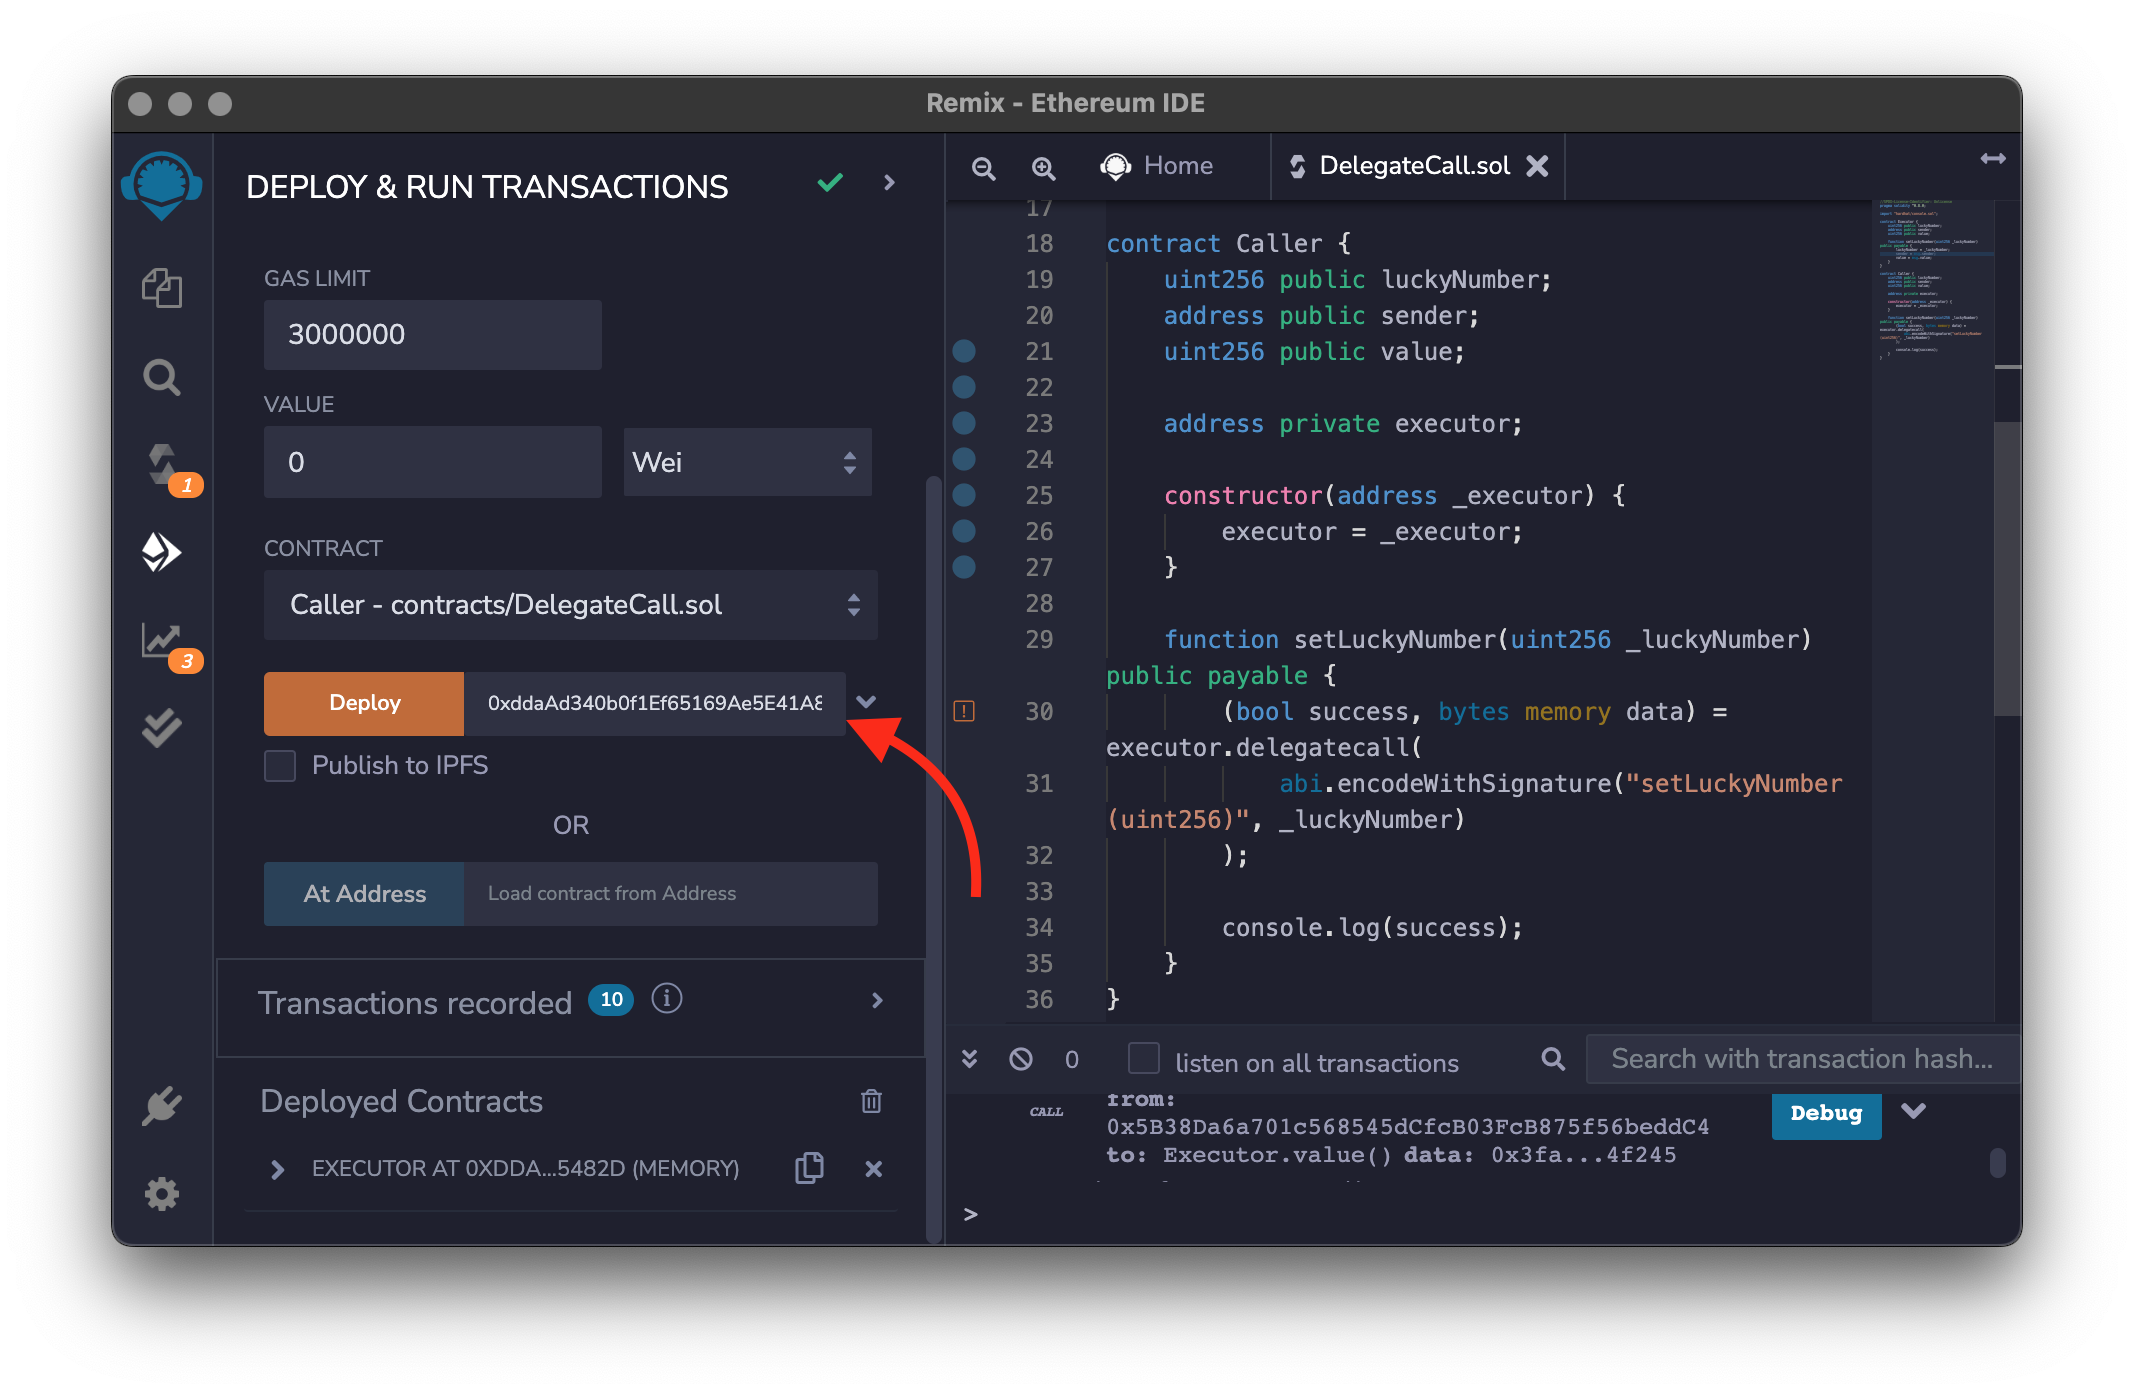 Remix - Ethereum IDE
DEPLOY & RUN TRANSACTIONS
GAS LIMIT
3000000
VALUE
0
Wei
CONTRACT
Caller - contracts/DelegateCall.sol
Deploy
0xddaAd340b0f1Ef65169Ae5E41A8
Publish to IPFS
OR
At Address
Load contract from Address
Transactions recorded 10 i
Deployed Contracts
EXECUTOR AT 0XDDA...5482D (MEMORY)
1
3
Home
DelegateCall.sol
17
18 contract Caller {
19 uint256 public luckyNumber;
20 address public sender;
21 uint256 public value;
22
23 address private executor;
24
25 constructor(address _executor) {
26 executor = _executor;
27 }
28
29 function setLuckyNumber(uint256 _luckyNumber)
public payable {
30 (bool success, bytes memory data) =
executor.delegatecall(
31 abi.encodeWithSignature("setLuckyNumber
(uint256)", _luckyNumber)
32 );
33
34 console.log(success);
35 }
36 }
0
listen on all transactions
Search with transaction hash...
CALL
from:
0x5B38Da6a701c568545dCfcB03FcB875f56beddC4
to: Executor.value() data: 0x3fa...4f245
Debug
>